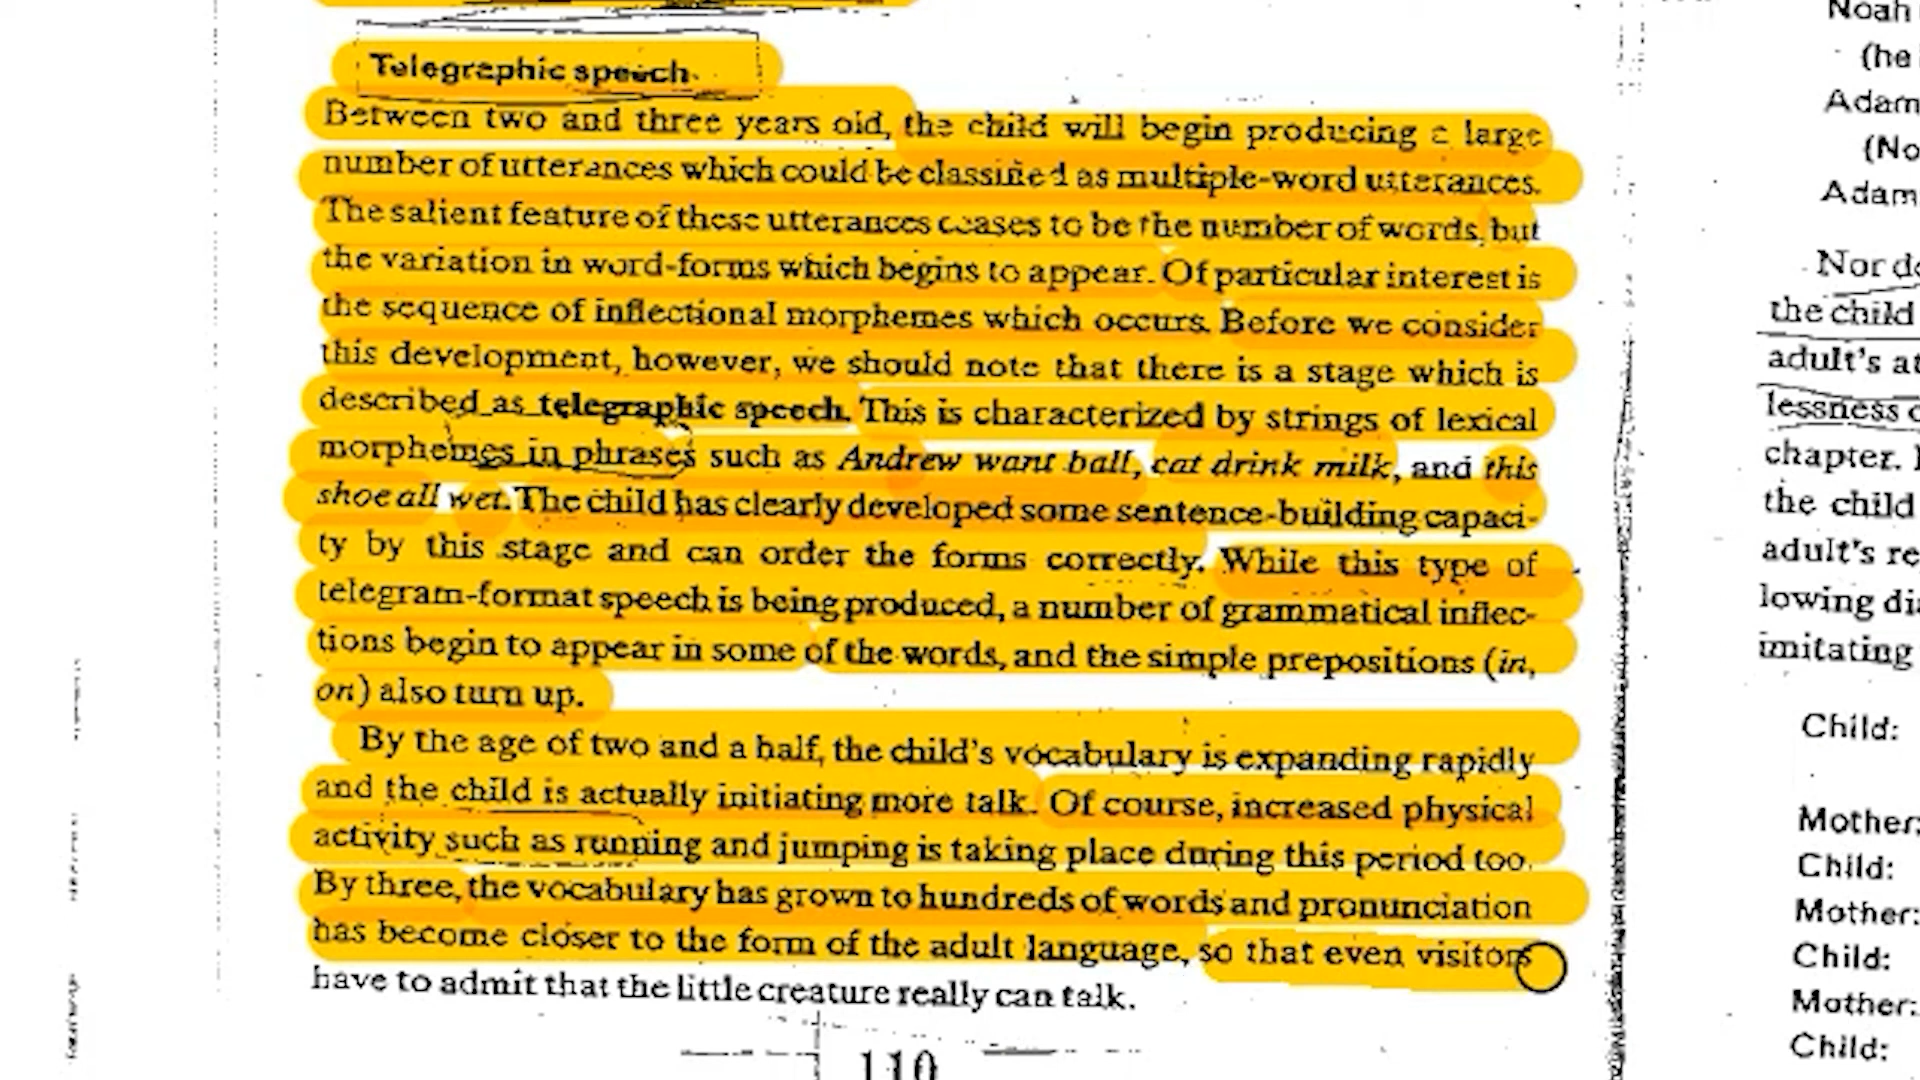 Telegraphic speech
Between two and three years old, the child will begin producing a large
number of utterances which could be classified as multiple-word utterances.
The salient feature of these utterances ceases to be the number of words, but
the variation in word-forms which begins to appear. Of particular interest is
the sequence of inflectional morphemes which occurs. Before we consider
this development, however, we should note that there is a stage which is
described as telegraphic speech. This is characterized by strings of lexical
morphemes in phrases such as Andrew want ball, cat drink milk, and this
shoe all wet. The child has clearly developed some sentence-building capaci-
ty by this stage and can order the forms correctly. While this type of
telegram-format speech is being produced, a number of grammatical inflec-
tions begin to appear in some of the words, and the simple prepositions (in,
on) also turn up.
By the age of two and a half, the child's vocabulary is expanding rapidly
and the child is actually initiating more talk. Of course, increased physical
activity such as running and jumping is taking place during this period too.
By three, the vocabulary has grown to hundreds of words and pronunciation
has become closer to the form of the adult language, so that even visitors
have to admit that the little creature really can talk.
110
Noah
(he
Adam
(No
Adam
Nor do
the child
adult's at
lessness o
chapter.
the child
adult's re
lowing di
imitating
Child:
Mother:
Child:
Mother:
Child:
Mother:
Child: